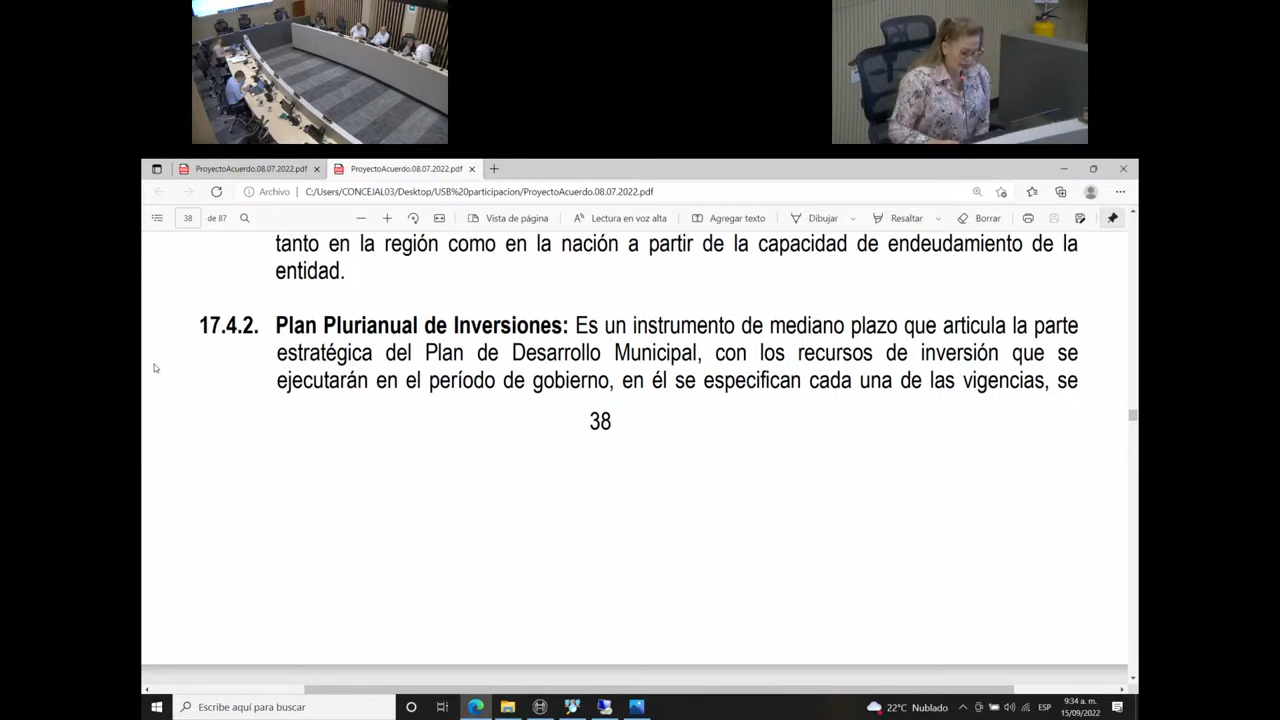 ProyectoAcuerdo.08.07.2022.pdf
ProyectoAcuerdo.08.07.2022.pdf
Archivo
C:/Users/CONCEJAL03/Desktop/USB%20participacion/ProyectoAcuerdo.08.07.2022.pdf
38 de 87
Vista de página
Lectura en voz alta
Agregar texto
Dibujar
Resaltar
Borrar
tanto en la región como en la nación a partir de la capacidad de endeudamiento de la
entidad.
17.4.2. Plan Plurianual de Inversiones: Es un instrumento de mediano plazo que articula la parte
estratégica del Plan de Desarrollo Municipal, con los recursos de inversión que se
ejecutarán en el período de gobierno, en él se especifican cada una de las vigencias, se
38
Escribe aquí para buscar
22°C Nublado
ESP
9:34 a. m.
15/09/2022